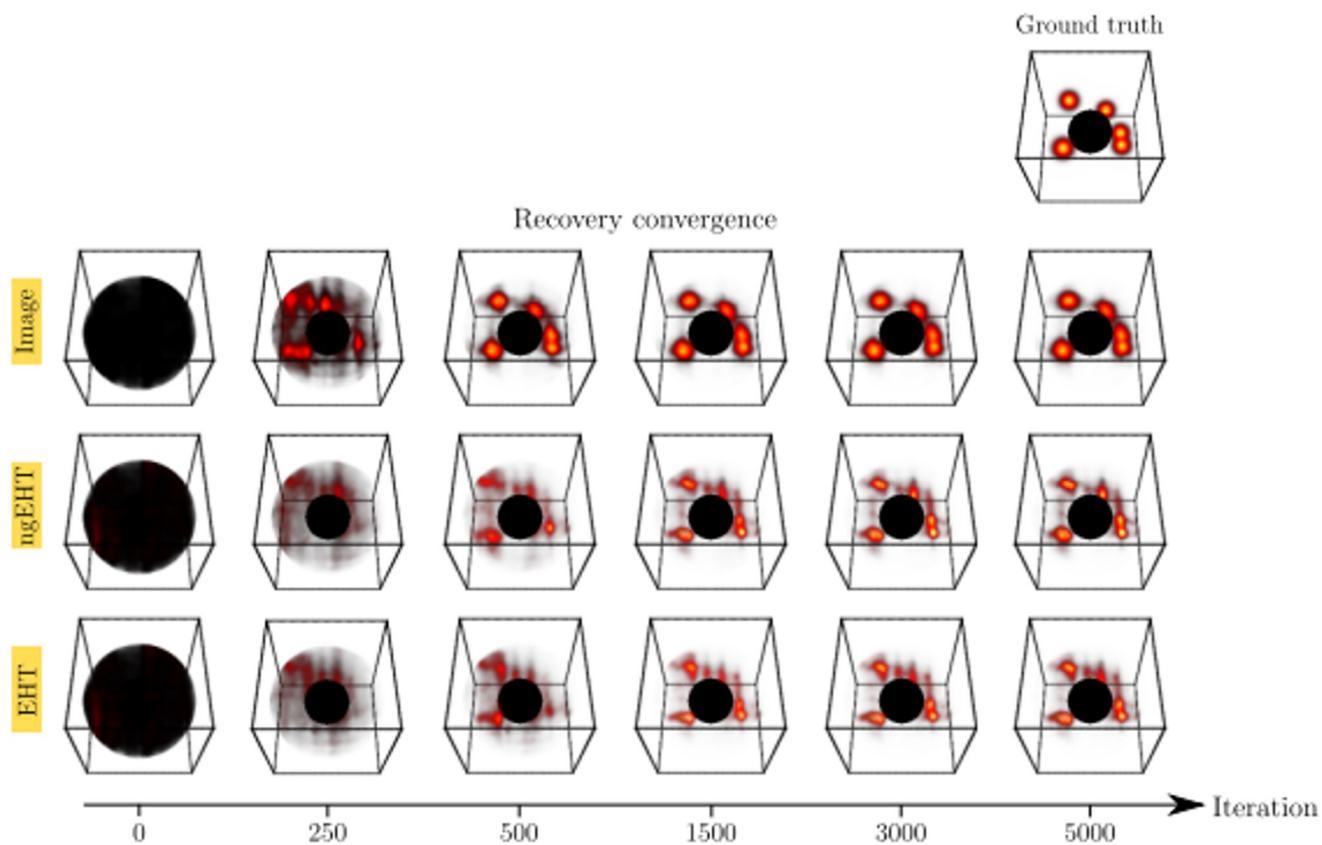 Ground truth
Recovery convergence
Image
ngEHT
EHT
Iteration
0 250 500 1500 3000 5000